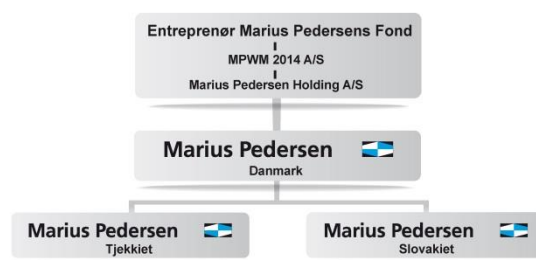 Entreprenør Marius Pedersens Fond
MPWM 2014 A/S
Marius Pedersen Holding A/S
Marius Pedersen
Danmark
Marius Pedersen
Tjekkiet
Marius Pedersen
Slovakiet